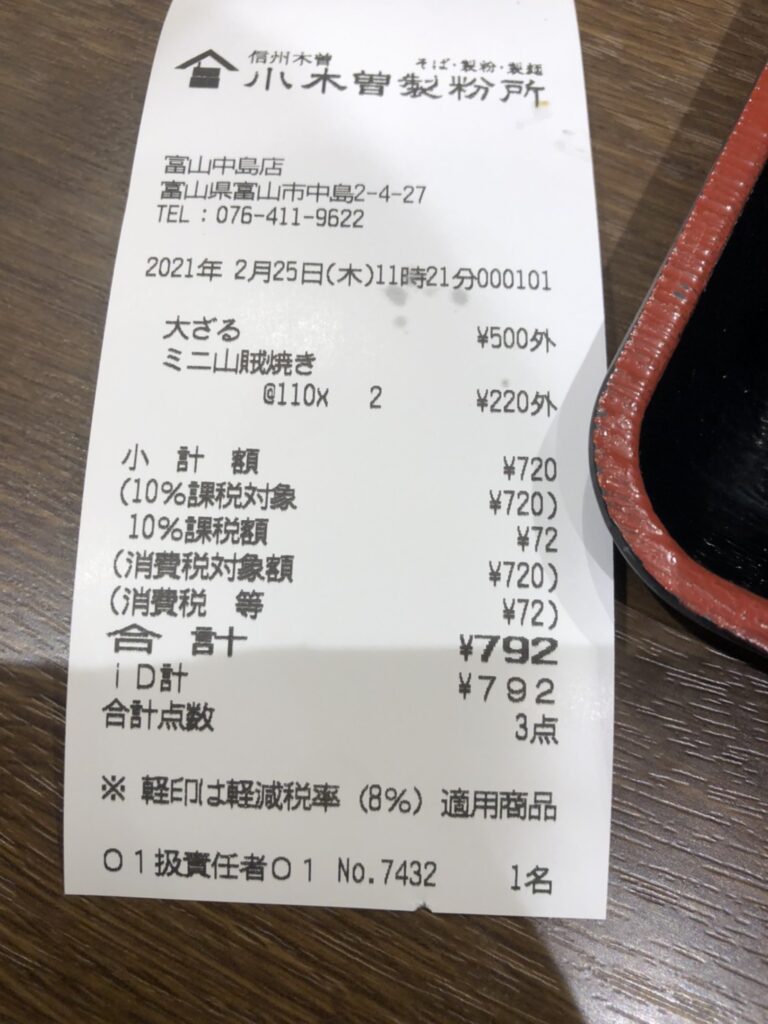 信州木曽 そば・製粉・製麺
小木曽製粉所
富山中島店
富山県富山市中島2-4-27
TEL:076-411-9622
2021年 2月25日(木)11時21分000101
大ざる ¥500外
ミニ山賊焼き
@110x 2 ¥220外
小 計 額 ¥720
(10%課税対象 ¥720)
10%課税額 ¥72
(消費税対象額 ¥720)
(消費税 等 ¥72)
合 計 ¥792
iD計 ¥792
合計点数 3点
※ 軽印は軽減税率 (8%) 適用商品
01扱責任者01 No.7432 1名